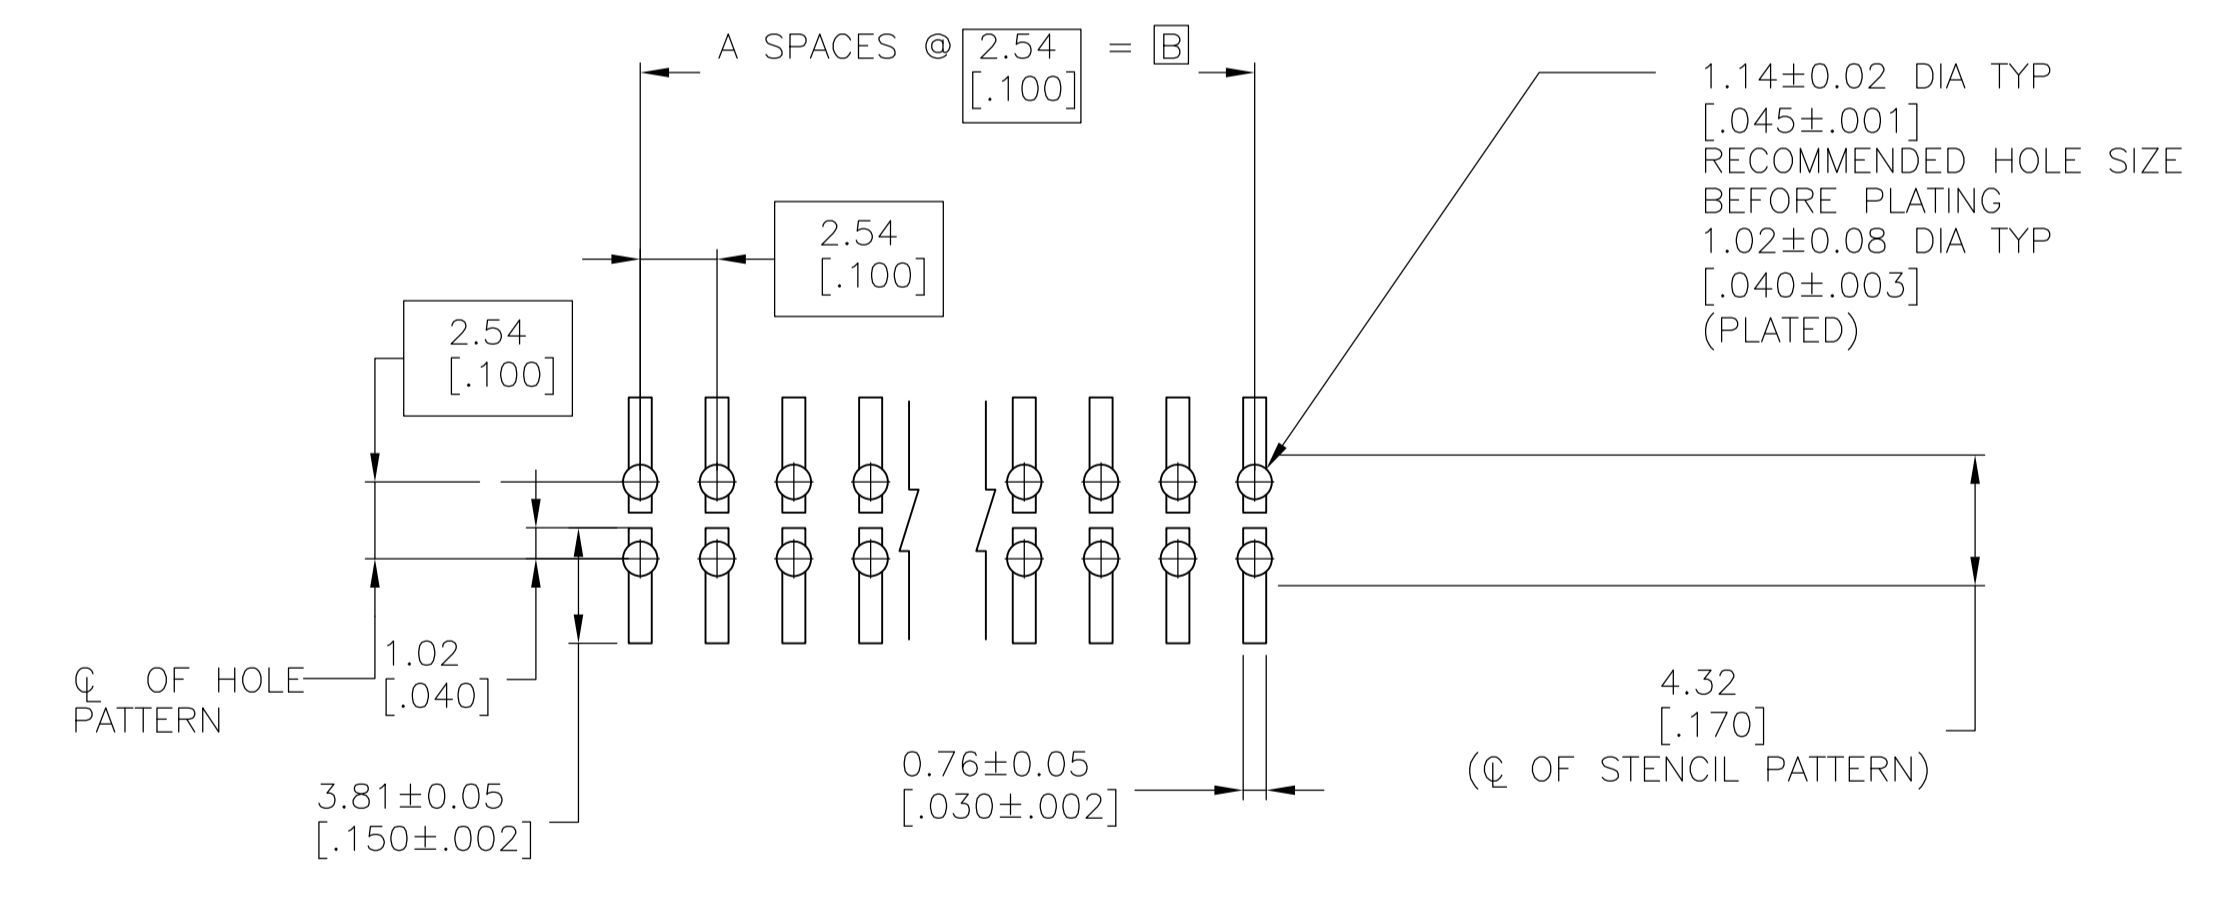 A SPACES @ 2.54 = B
[.100]
1.14±0.02 DIA TYP
[.045±.001]
RECOMMENDED HOLE SIZE
BEFORE PLATING
1.02±0.08 DIA TYP
[.040±.003]
(PLATED)
2.54
[.100]
2.54
[.100]
1.02
[.040]
℄ OF HOLE
PATTERN
3.81±0.05
[.150±.002]
0.76±0.05
[.030±.002]
4.32
[.170]
(℄ OF STENCIL PATTERN)